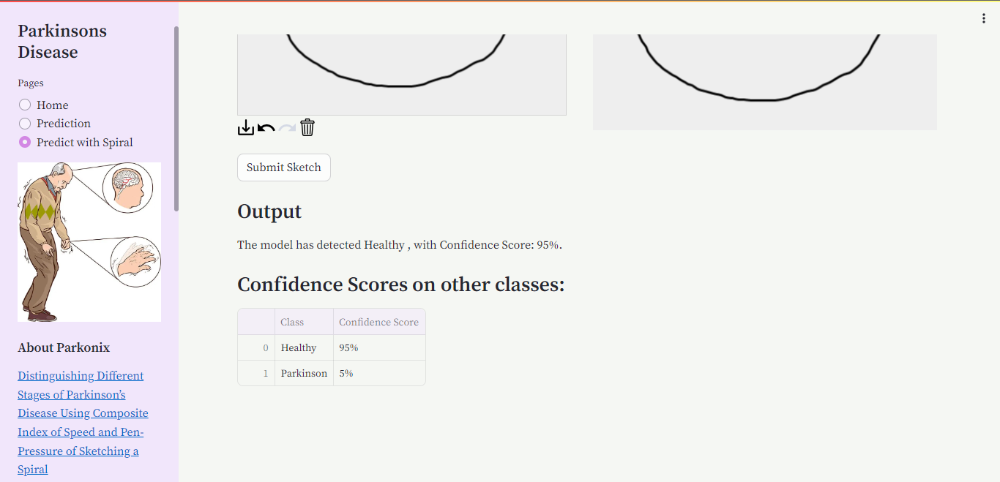 Parkinsons
Disease
Pages
Home
Prediction
Predict with Spiral
About Parkonix
Distinguishing Different
Stages of Parkinson’s
Disease Using Composite
Index of Speed and Pen-
Pressure of Sketching a
Spiral
Submit Sketch
Output
The model has detected Healthy , with Confidence Score: 95%.
Confidence Scores on other classes:
Class Confidence Score
0 Healthy 95%
1 Parkinson 5%